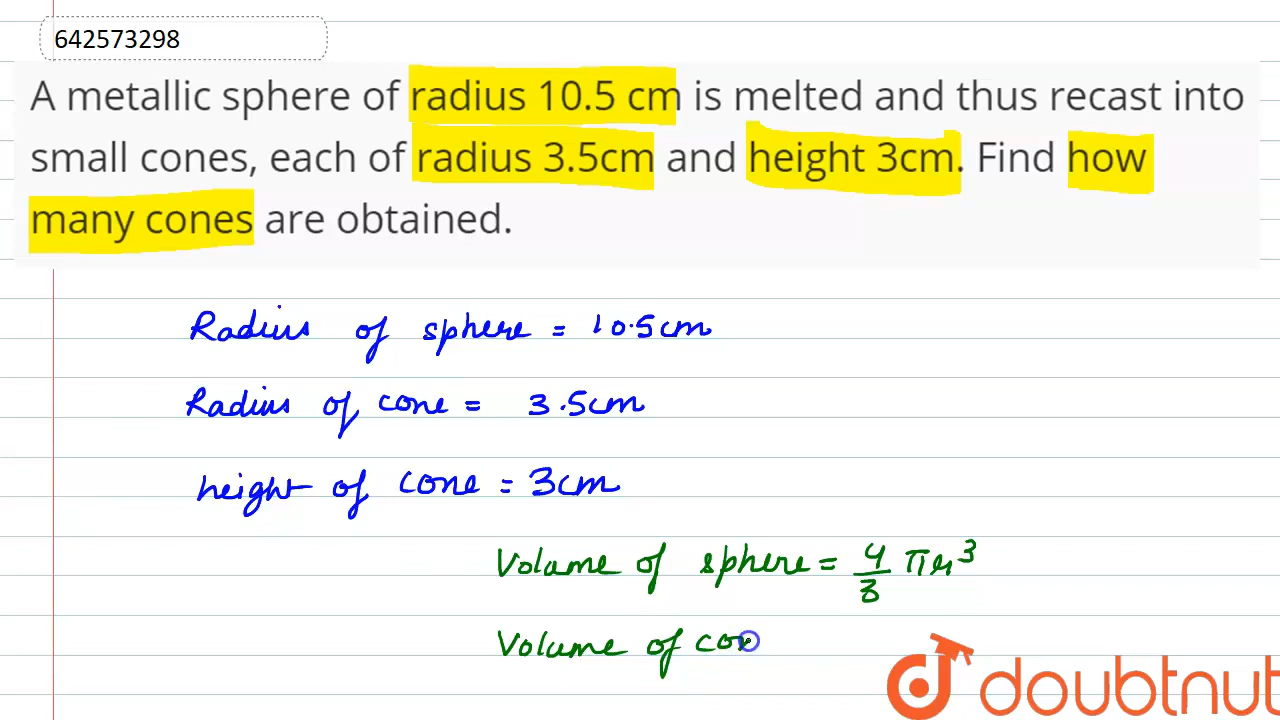 642573298
A metallic sphere of radius 10.5 cm is melted and thus recast into
small cones, each of radius 3.5cm and height 3cm. Find how
many cones are obtained.
Radius of sphere = 10.5cm
Radius of cone = 3.5cm
height of cone = 3cm
Volume of sphere = 4/3 πr³
Volume of con
doubtnut